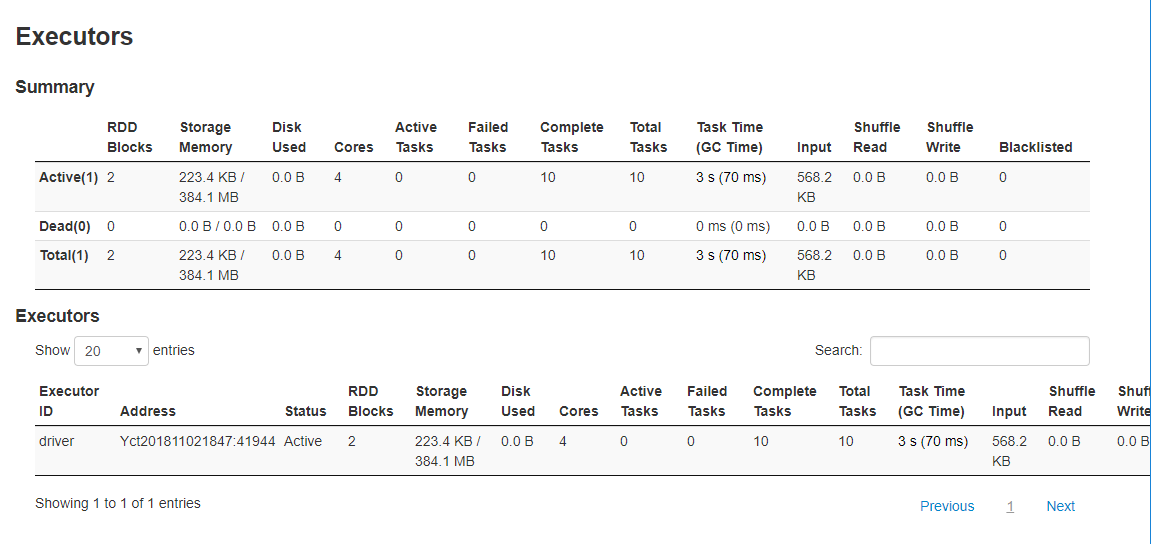 Executors
Summary
RDD Storage Disk Active Failed Complete Total Task Time Shuffle Shuffle
Blocks Memory Used Cores Tasks Tasks Tasks Tasks (GC Time) Input Read Write Blacklisted
Active(1) 2 223.4 KB / 0.0 B 4 0 0 10 10 3 s (70 ms) 568.2 0.0 B 0.0 B 0
384.1 MB KB
Dead(0) 0 0.0 B / 0.0 B 0.0 B 0 0 0 0 0 0 ms (0 ms) 0.0 B 0.0 B 0.0 B 0
Total(1) 2 223.4 KB / 0.0 B 4 0 0 10 10 3 s (70 ms) 568.2 0.0 B 0.0 B 0
384.1 MB KB
Executors
Show 20 entries Search:
Executor RDD Storage Disk Active Failed Complete Total Task Time Shuffle Shuff
ID Address Status Blocks Memory Used Cores Tasks Tasks Tasks Tasks (GC Time) Input Read Write
driver Yct201811021847:41944 Active 2 223.4 KB / 0.0 B 4 0 0 10 10 3 s (70 ms) 568.2 0.0 B 0.0 B
384.1 MB KB
Showing 1 to 1 of 1 entries Previous 1 Next